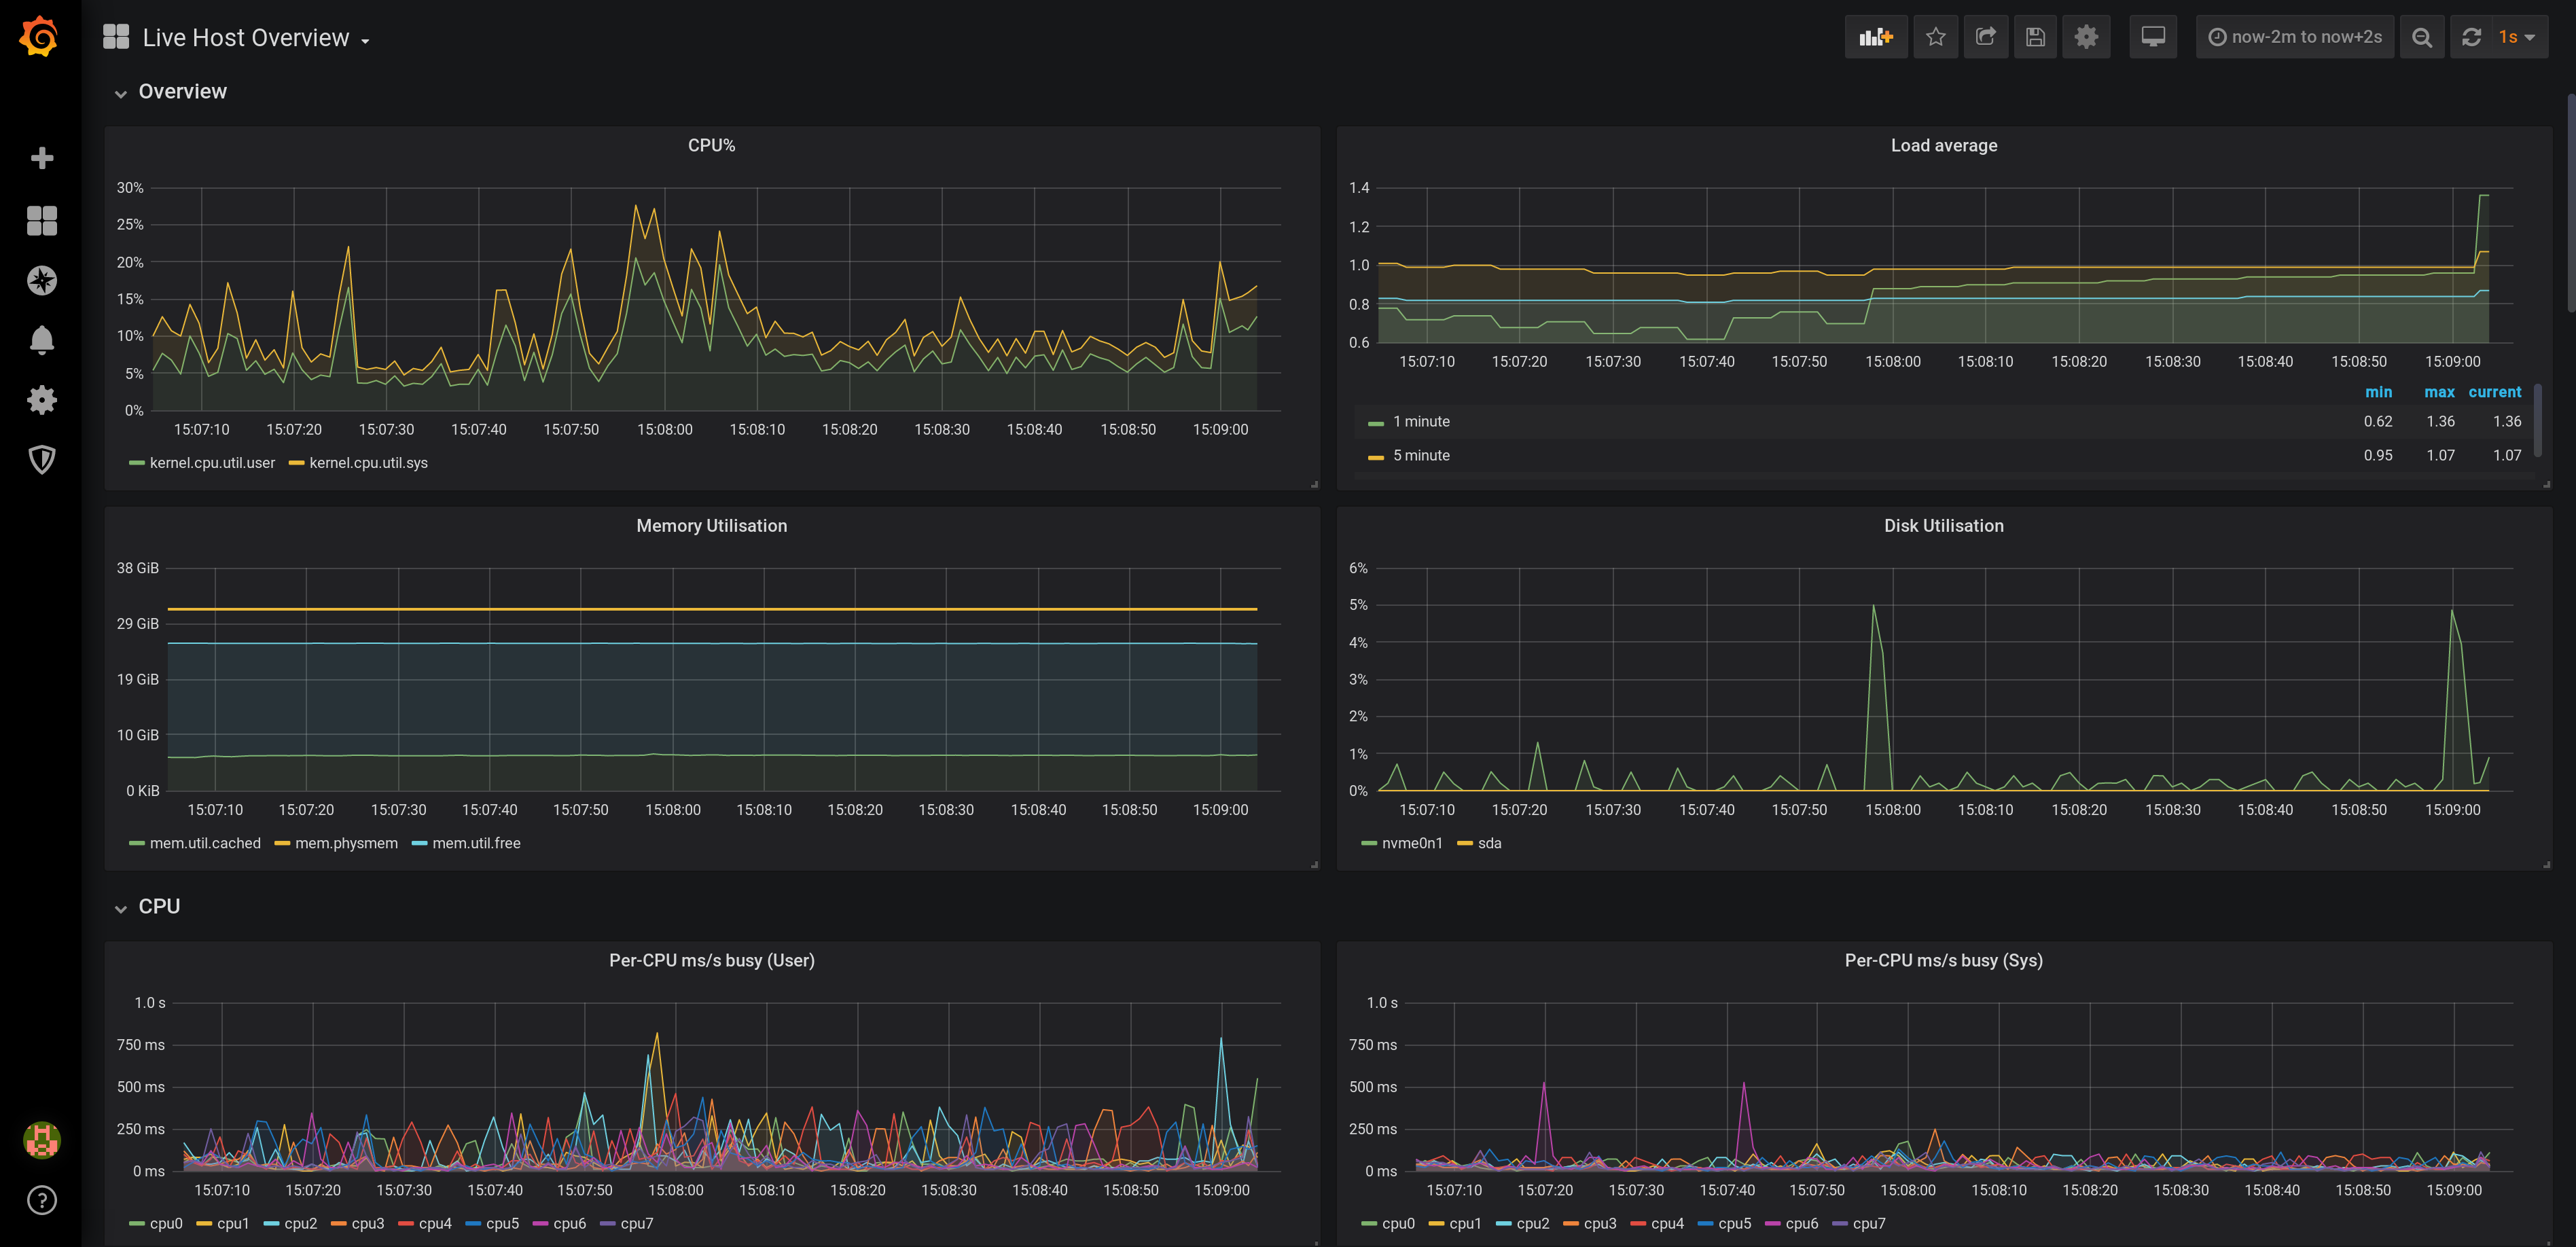 Live Host Overview
now-2m to now+2s
1s
Overview
CPU%
30%
25%
20%
15%
10%
5%
0%
15:07:10 15:07:20 15:07:30 15:07:40 15:07:50 15:08:00 15:08:10 15:08:20 15:08:30 15:08:40 15:08:50 15:09:00
kernel.cpu.util.user kernel.cpu.util.sys
Load average
1.4
1.2
1.0
0.8
0.6
15:07:10 15:07:20 15:07:30 15:07:40 15:07:50 15:08:00 15:08:10 15:08:20 15:08:30 15:08:40 15:08:50 15:09:00
min max current
1 minute 0.62 1.36 1.36
5 minute 0.95 1.07 1.07
Memory Utilisation
38 GiB
29 GiB
19 GiB
10 GiB
0 KiB
15:07:10 15:07:20 15:07:30 15:07:40 15:07:50 15:08:00 15:08:10 15:08:20 15:08:30 15:08:40 15:08:50 15:09:00
mem.util.cached mem.physmem mem.util.free
Disk Utilisation
6%
5%
4%
3%
2%
1%
0%
15:07:10 15:07:20 15:07:30 15:07:40 15:07:50 15:08:00 15:08:10 15:08:20 15:08:30 15:08:40 15:08:50 15:09:00
nvme0n1 sda
CPU
Per-CPU ms/s busy (User)
1.0 s
750 ms
500 ms
250 ms
0 ms
15:07:10 15:07:20 15:07:30 15:07:40 15:07:50 15:08:00 15:08:10 15:08:20 15:08:30 15:08:40 15:08:50 15:09:00
cpu0 cpu1 cpu2 cpu3 cpu4 cpu5 cpu6 cpu7
Per-CPU ms/s busy (Sys)
1.0 s
750 ms
500 ms
250 ms
0 ms
15:07:10 15:07:20 15:07:30 15:07:40 15:07:50 15:08:00 15:08:10 15:08:20 15:08:30 15:08:40 15:08:50 15:09:00
cpu0 cpu1 cpu2 cpu3 cpu4 cpu5 cpu6 cpu7